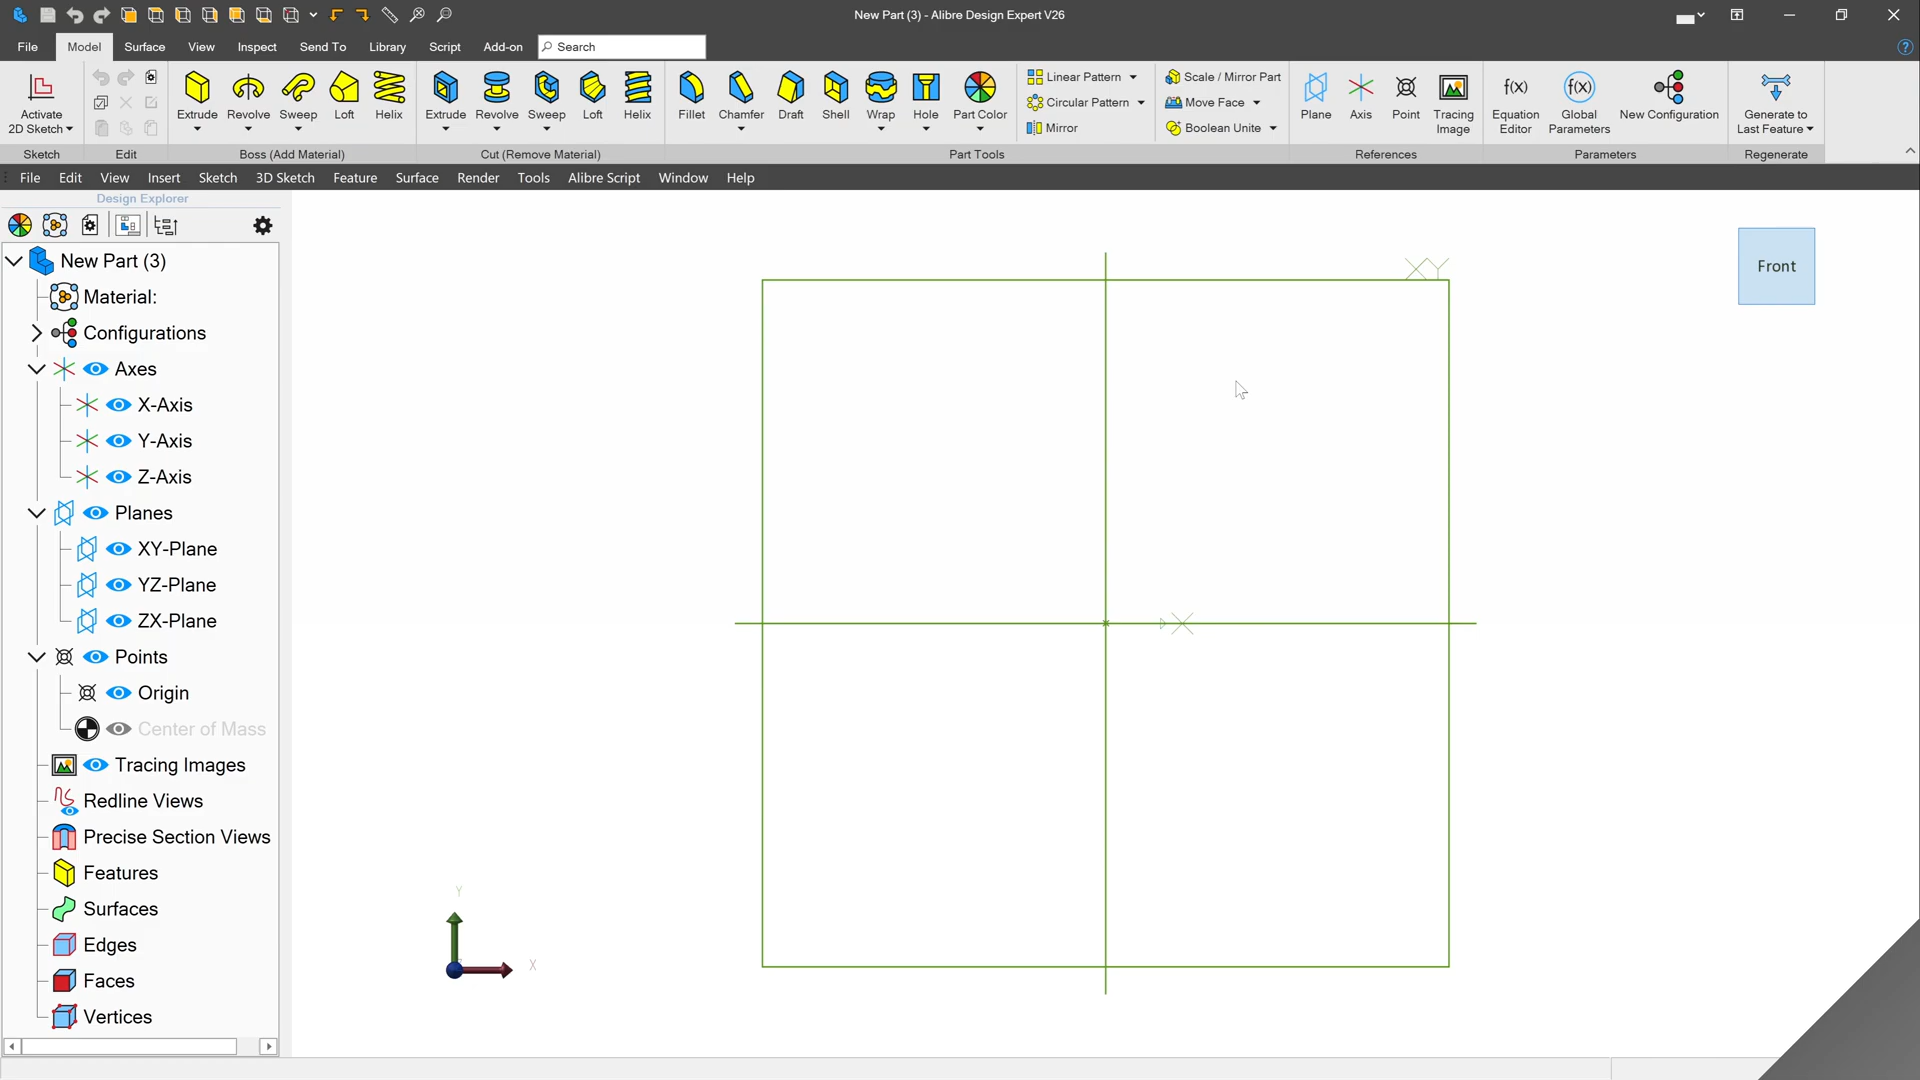 New Part (3) - Alibre Design Expert V26
File Model Surface View Inspect Send To Library Script Add-on Search
Activate
2D Sketch
Extrude Revolve Sweep Loft Helix
Extrude Revolve Sweep Loft Helix
Fillet Chamfer Draft Shell Wrap Hole Part Color
Linear Pattern
Circular Pattern
Mirror
Scale / Mirror Part
Move Face
Boolean Unite
Plane Axis Point Tracing
Image
f(x) Equation
Editor
f(x) Global
Parameters
New Configuration
Generate to
Last Feature
Sketch Edit Boss (Add Material) Cut (Remove Material) Part Tools References Parameters Regenerate
File Edit View Insert Sketch 3D Sketch Feature Surface Render Tools Alibre Script Window Help
Design Explorer
New Part (3)
Material:
Configurations
Axes
X-Axis
Y-Axis
Z-Axis
Planes
XY-Plane
YZ-Plane
ZX-Plane
Points
Origin
Center of Mass
Tracing Images
Redline Views
Precise Section Views
Features
Surfaces
Edges
Faces
Vertices
XY
Front
X
Y
X